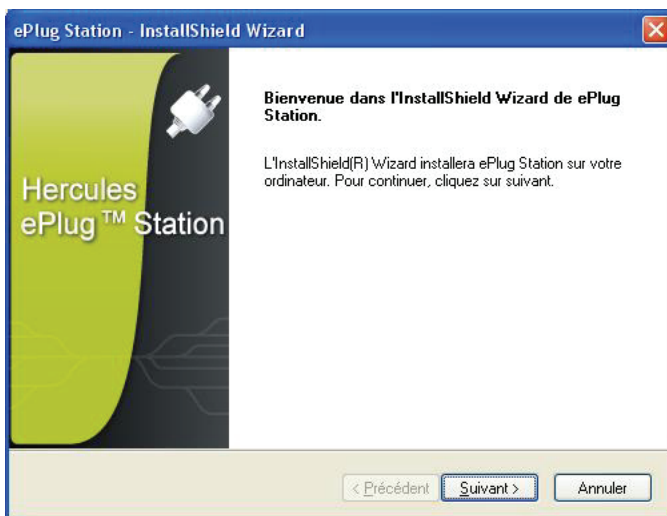 ePlug Station - InstallShield Wizard
Bienvenue dans l'InstallShield Wizard de ePlug
Station.
L'InstallShield(R) Wizard installera ePlug Station sur votre
ordinateur. Pour continuer, cliquez sur suivant.
Hercules
ePlug™ Station
< Précédent
Suivant >
Annuler